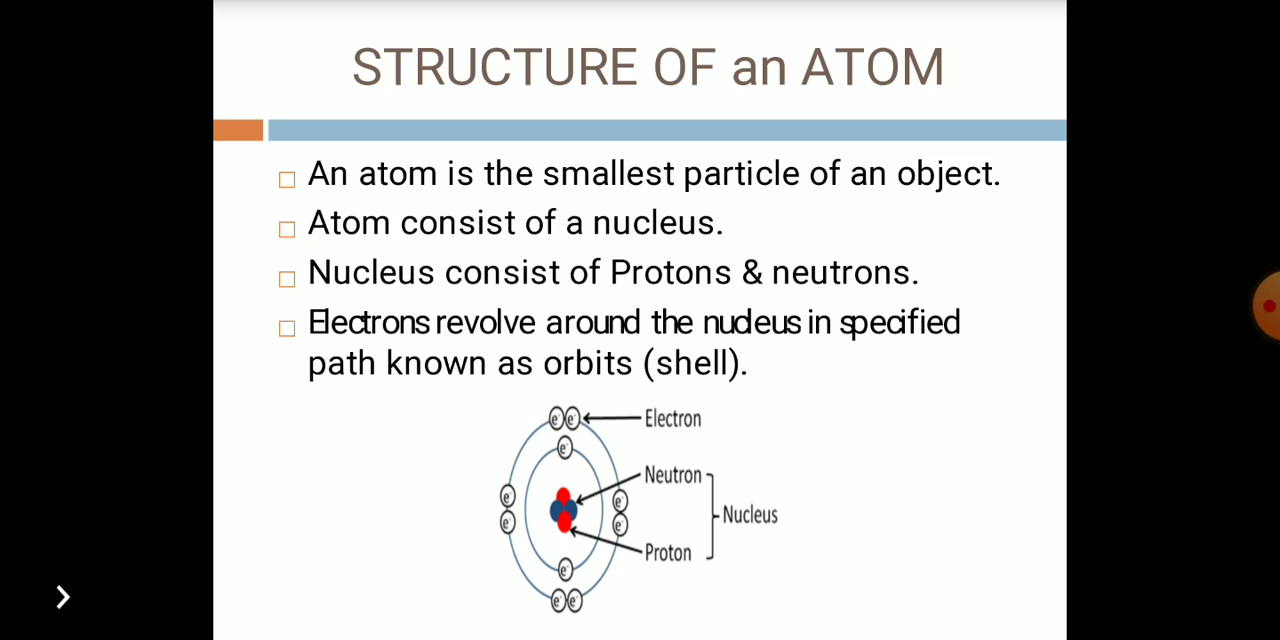 STRUCTURE OF an ATOM
An atom is the smallest particle of an object.
Atom consist of a nucleus.
Nucleus consist of Protons & neutrons.
Electrons revolve around the nucleus in specified
path known as orbits (shell).
e⁻ e⁻ Electron
e⁻
Neutron
e⁻ e⁻
Nucleus
e⁻ e⁻
Proton
e⁻
e⁻ e⁻